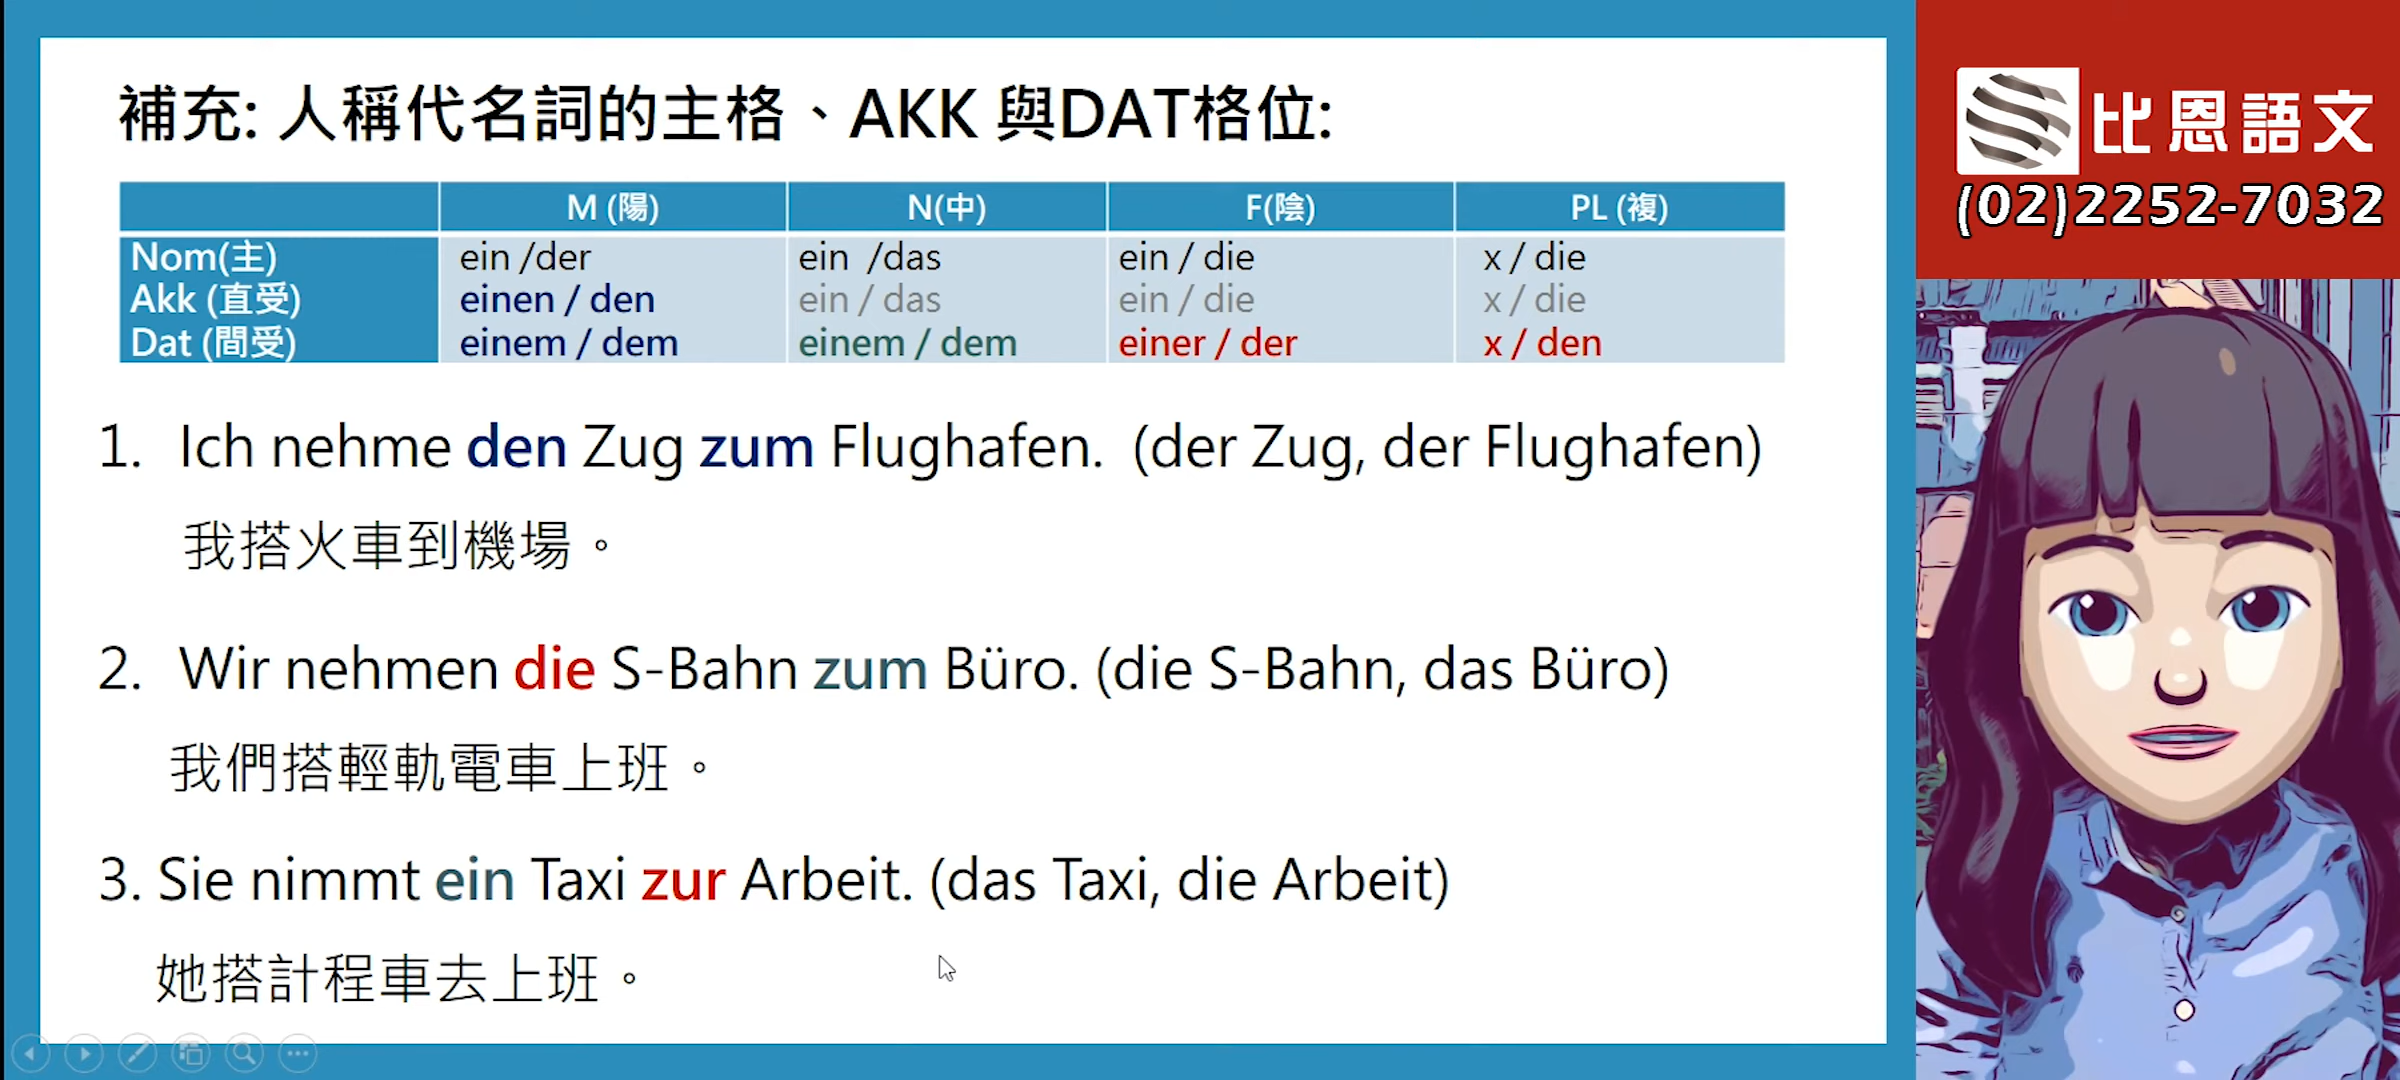 補充: 人稱代名詞的主格、AKK 與DAT格位:
M (陽) N(中) F(陰) PL (複)
Nom(主) ein /der ein /das ein / die x / die
Akk (直受) einen / den ein / das ein / die x / die
Dat (間受) einem / dem einem / dem einer / der x / den
1. Ich nehme den Zug zum Flughafen. (der Zug, der Flughafen)
我搭火車到機場。
2. Wir nehmen die S-Bahn zum Büro. (die S-Bahn, das Büro)
我們搭輕軌電車上班。
3. Sie nimmt ein Taxi zur Arbeit. (das Taxi, die Arbeit)
她搭計程車去上班。
比恩語文
(02)2252-7032